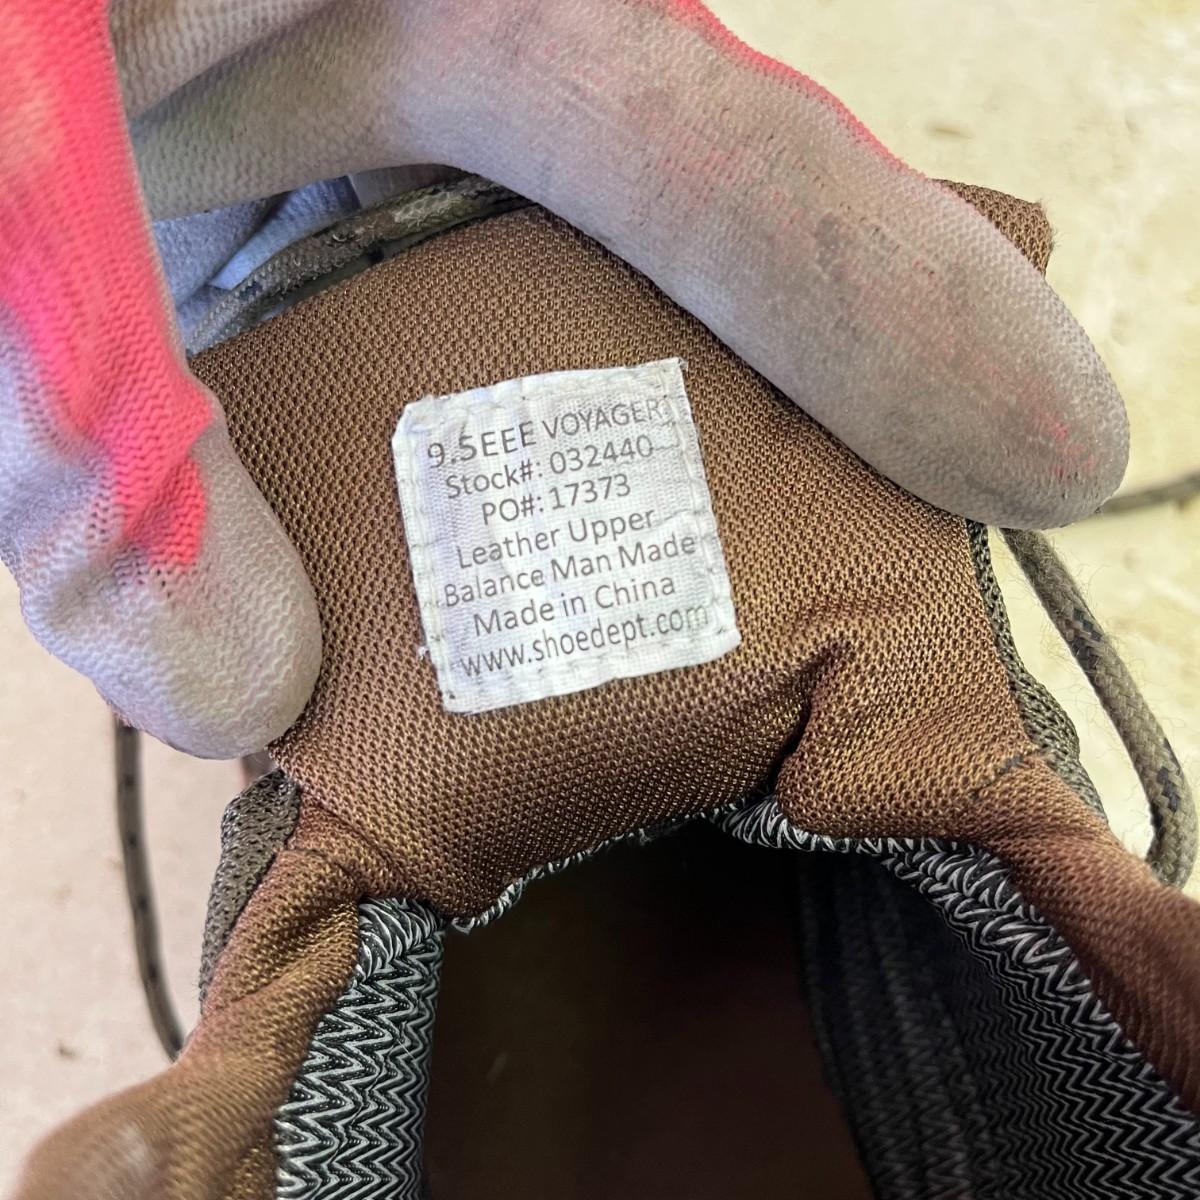 9.5EEE VOYAGER
Stock#: 032440
PO#: 17373
Leather Upper
Balance Man Made
Made in China
www.shoedept.com